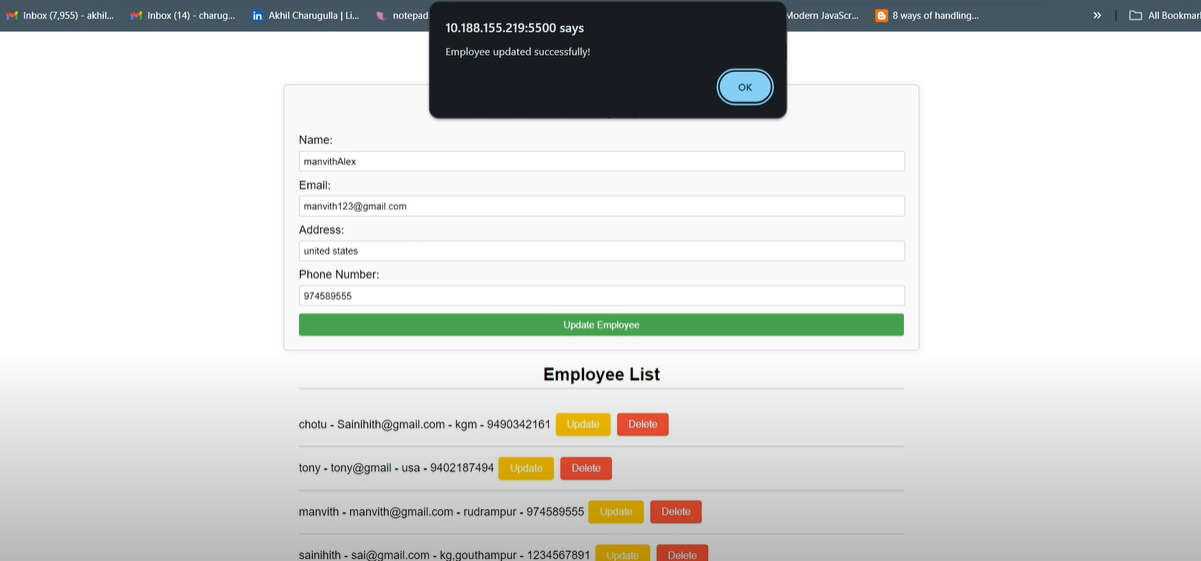 Inbox (7,955) - akhil...
Inbox (14) - charug...
in Akhil Charugulla | Li...
notepad
Modern JavaScr...
8 ways of handling...
»
All Bookmar
10.188.155.219:5500 says
Employee updated successfully!
OK
Name:
manvithAlex
Email:
manvith123@gmail.com
Address:
united states
Phone Number:
974589555
Update Employee
Employee List
chotu - Sainihith@gmail.com - kgm - 9490342161 Update Delete
tony - tony@gmail - usa - 9402187494 Update Delete
manvith - manvith@gmail.com - rudrampur - 974589555 Update Delete
sainihith - sai@gmail.com - kg,gouthampur - 1234567891 Update Delete